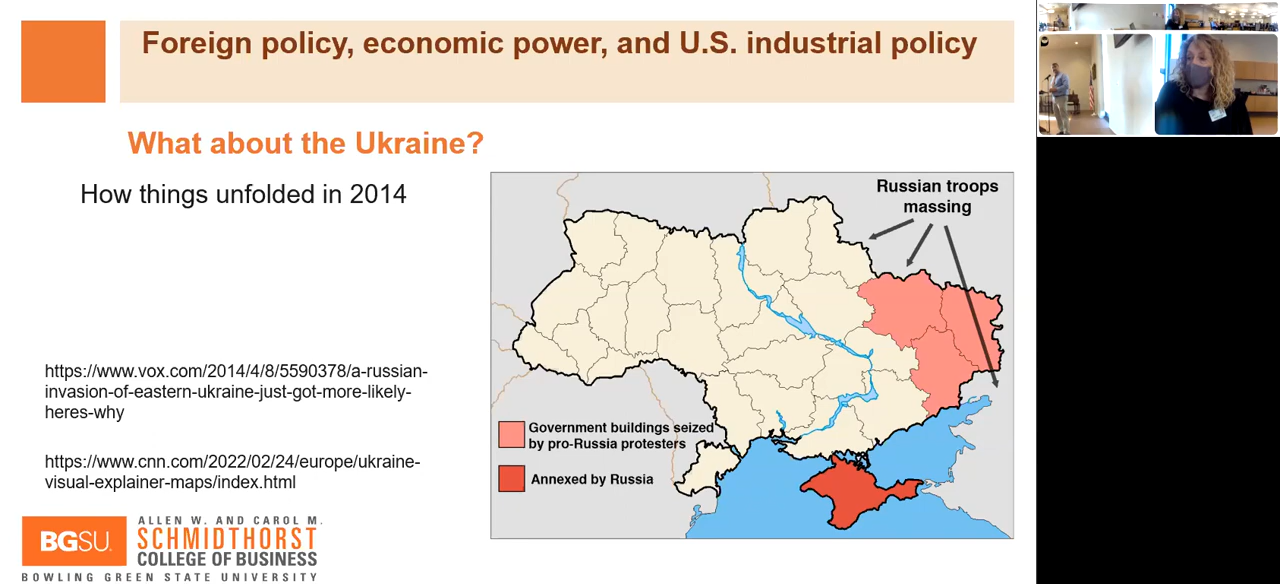 Foreign policy, economic power, and U.S. industrial policy
What about the Ukraine?
How things unfolded in 2014
Russian troops
massing
https://www.vox.com/2014/4/8/5590378/a-russian-
invasion-of-eastern-ukraine-just-got-more-likely-
heres-why
Government buildings seized
by pro-Russia protesters
https://www.cnn.com/2022/02/24/europe/ukraine-
visual-explainer-maps/index.html
Annexed by Russia
BGSU.
ALLEN W. AND CAROL M.
SCHMIDTHORST
COLLEGE OF BUSINESS
BOWLING GREEN STATE UNIVERSITY